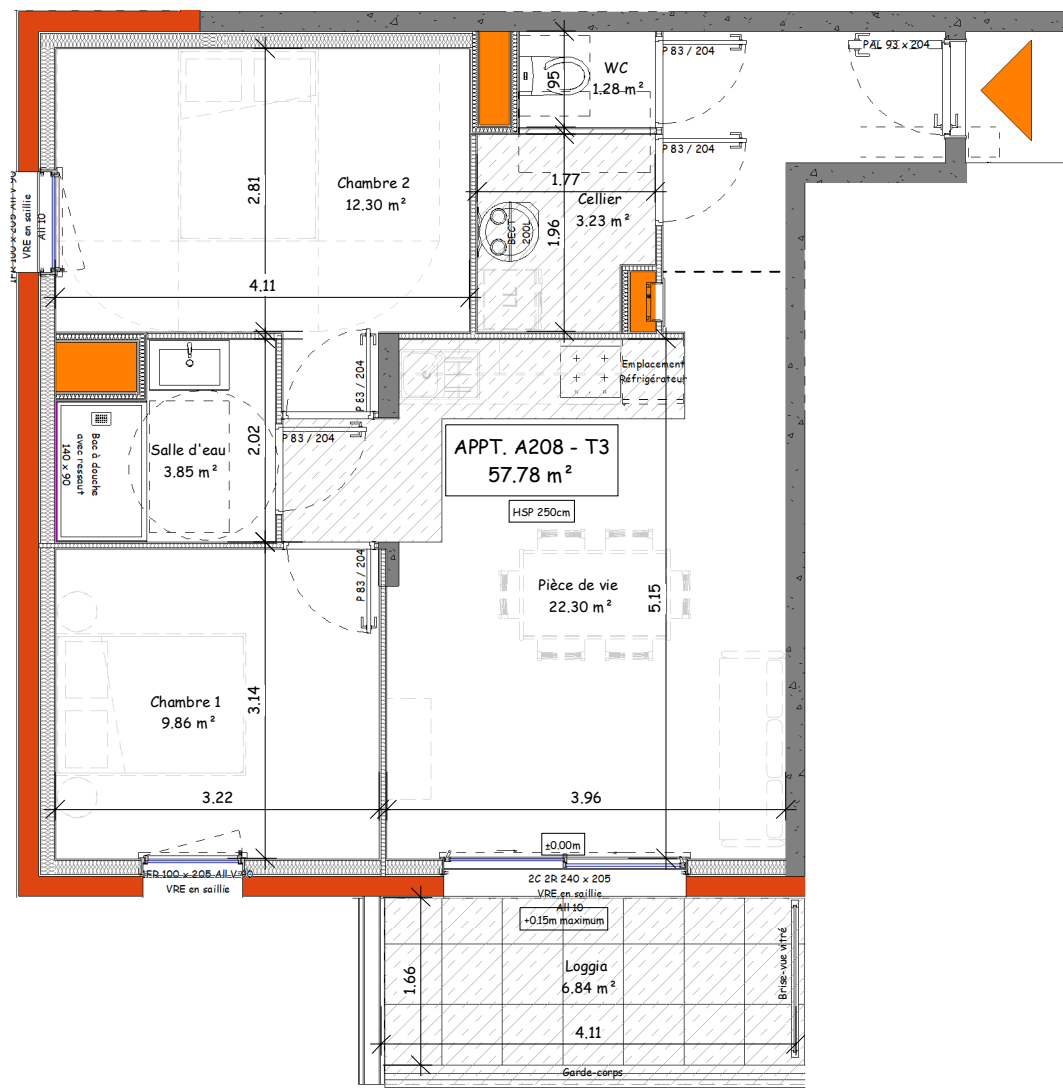 P 83 / 204
PAL 93 x 204
WC
1.28 m²
.95
P 83 / 204
Chambre 2
12.30 m²
2.81
4.11
1.77
Cellier
3.23 m²
1.96
BECT
200L
LL
VRE en saillie
All 10
Emplacement
Réfrigérateur
P 83 / 204
P 83 / 204
Salle d'eau
3.85 m²
2.02
Bac à douche
avec ressaut
140 x 90
APPT. A208 - T3
57.78 m²
HSP 250cm
Pièce de vie
22.30 m²
5.15
P 83 / 204
Chambre 1
9.86 m²
3.14
3.22
3.96
±0,00m
1FR 100 x 205 All V 90
VRE en saillie
2C 2R 240 x 205
VRE en saillie
All 10
+0.15m maximum
Loggia
6.84 m²
1.66
4.11
Brise-vue vitré
Garde-corps